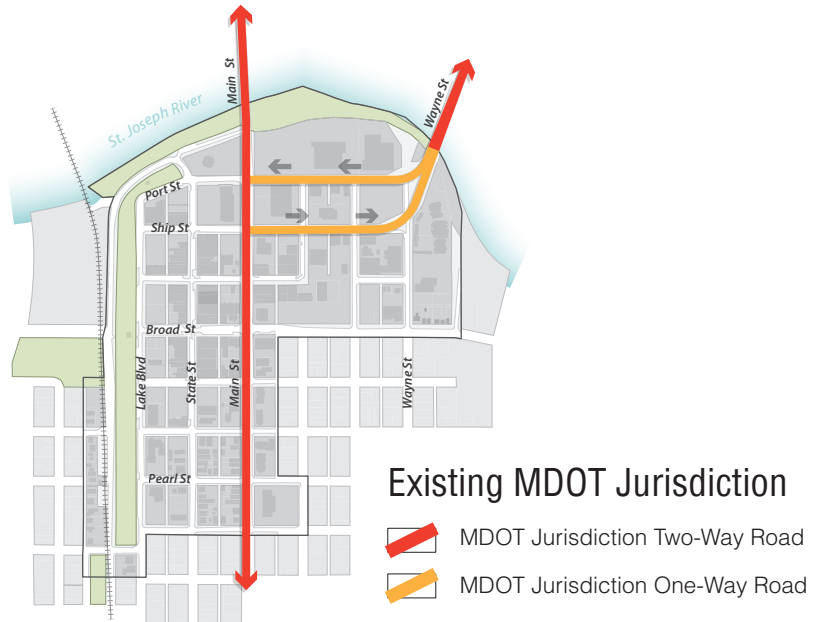 Main St
Wayne St
St. Joseph River
Port St
Ship St
Broad St
Lake Blvd
State St
Main St
Wayne St
Pearl St
Existing MDOT Jurisdiction
MDOT Jurisdiction Two-Way Road
MDOT Jurisdiction One-Way Road